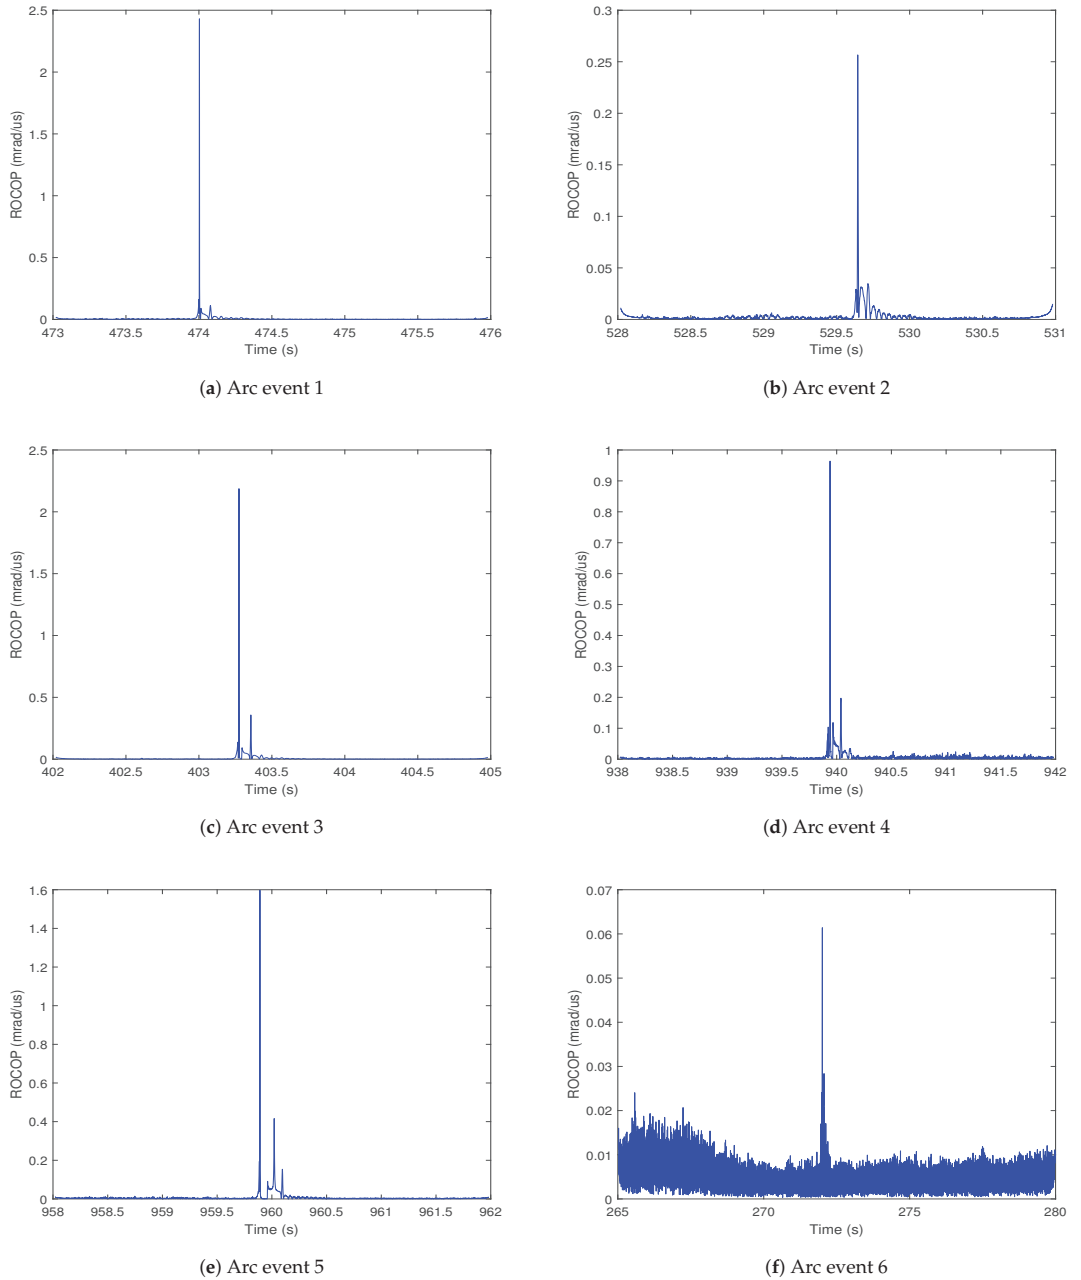 2.5
2
1.5
1
0.5
0
ROCOP (mrad/us)
473 473.5 474 474.5 475 475.5 476
Time (s)
(a) Arc event 1
0.3
0.25
0.2
0.15
0.1
0.05
0
ROCOP (mrad/us)
528 528.5 529 529.5 530 530.5 531
Time (s)
(b) Arc event 2
2.5
2
1.5
1
0.5
0
ROCOP (mrad/us)
402 402.5 403 403.5 404 404.5 405
Time (s)
(c) Arc event 3
1
0.9
0.8
0.7
0.6
0.5
0.4
0.3
0.2
0.1
0
ROCOP (mrad/us)
938 938.5 939 939.5 940 940.5 941 941.5 942
Time (s)
(d) Arc event 4
1.6
1.4
1.2
1
0.8
0.6
0.4
0.2
0
ROCOP (mrad/us)
958 958.5 959 959.5 960 960.5 961 961.5 962
Time (s)
(e) Arc event 5
0.07
0.06
0.05
0.04
0.03
0.02
0.01
0
ROCOP (mrad/us)
265 270 275 280
Time (s)
(f) Arc event 6